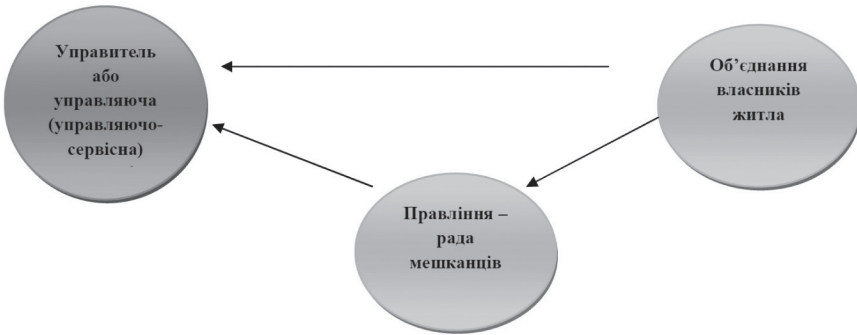 Управитель
або
управляюча
(управляючо-
сервісна)
Об’єднання
власників
житла
Правління –
рада
мешканців